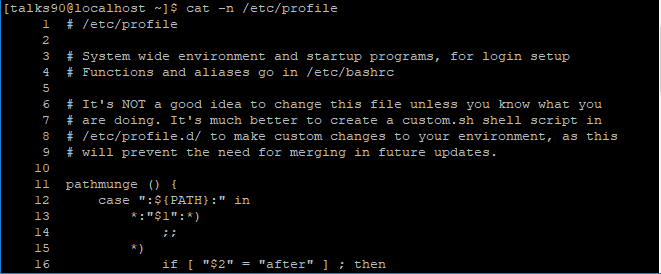 [talks90@localhost ~]$ cat -n /etc/profile
     1  # /etc/profile
     2
     3  # System wide environment and startup programs, for login setup
     4  # Functions and aliases go in /etc/bashrc
     5
     6  # It's NOT a good idea to change this file unless you know what you
     7  # are doing. It's much better to create a custom.sh shell script in
     8  # /etc/profile.d/ to make custom changes to your environment, as this
     9  # will prevent the need for merging in future updates.
    10
    11  pathmunge () {
    12      case ":${PATH}:" in
    13          *:"$1":*)
    14              ;;
    15          *)
    16              if [ "$2" = "after" ] ; then